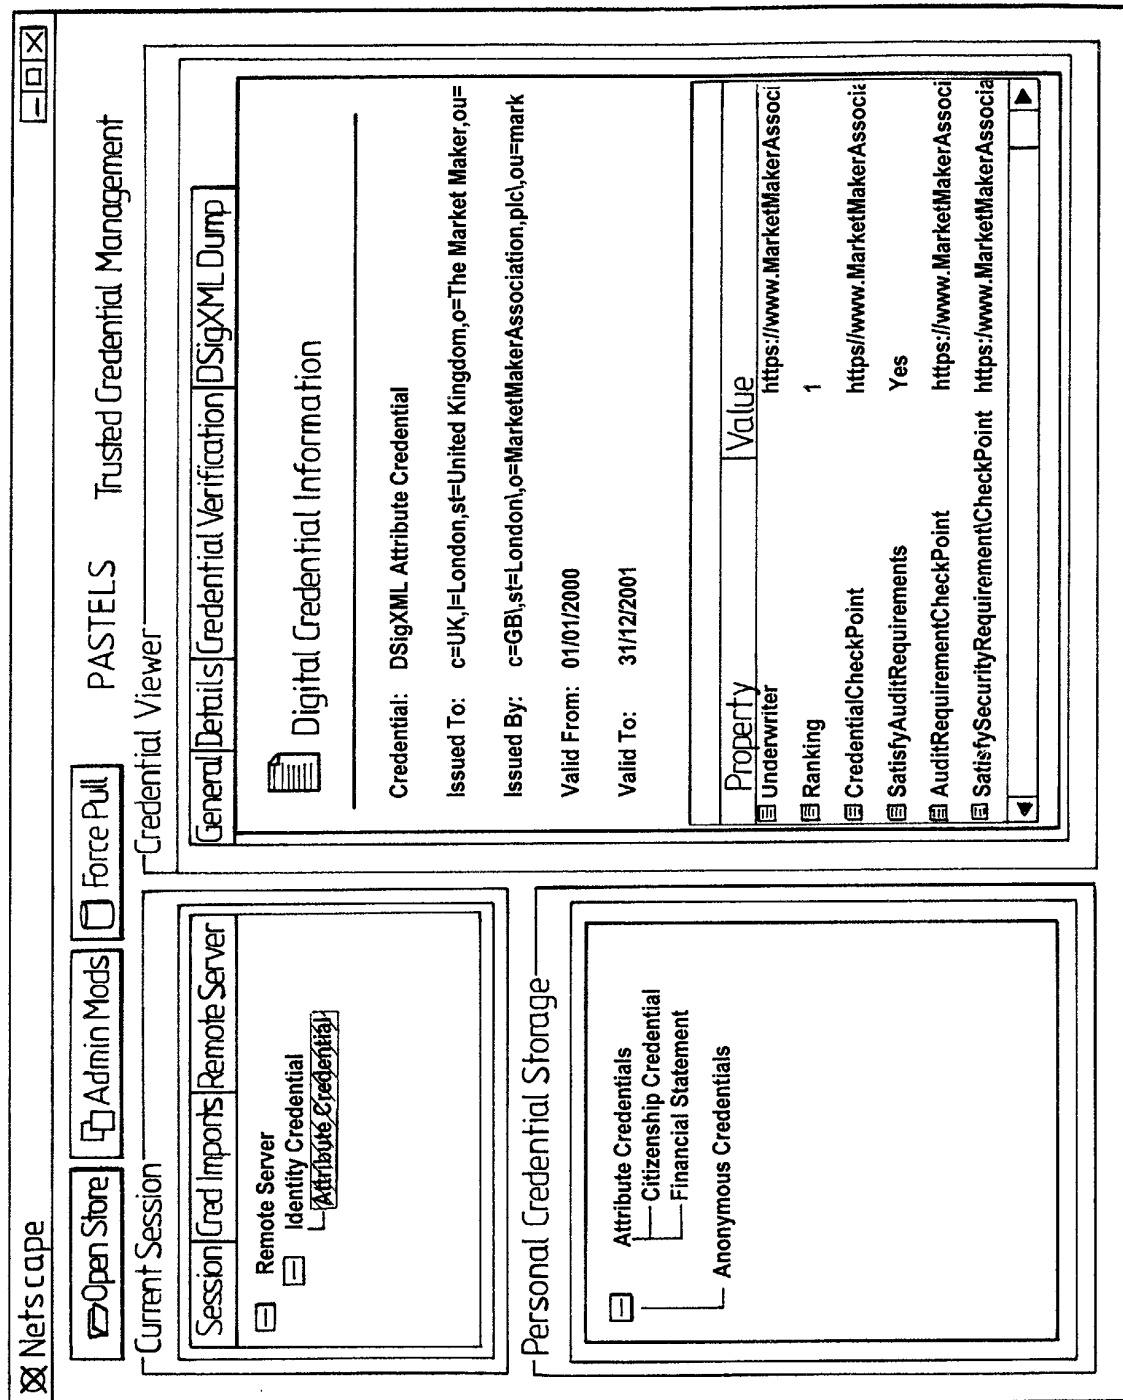 Netscape
Open Store Admin Mods Force Pull PASTELS Trusted Credential Management
Current Session
Session Cred Imports Remote Server
Remote Server
Identity Credential
Attribute Credential
Personal Credential Storage
Attribute Credentials
Citizenship Credential
Financial Statement
Anonymous Credentials
Credential Viewer
General Details Credential Verification DSigXML Dump
Digital Credential Information
Credential: DSigXML Attribute Credential
Issued To: c=UK,l=London,st=United Kingdom,o=The Market Maker,ou=
Issued By: c=GB\,st=London\,o=MarketMakerAssociation,plc\,ou=mark
Valid From: 01/01/2000
Valid To: 31/12/2001
Property Value
Underwriter https://www.MarketMakerAssoci
Ranking 1
CredentialCheckPoint https//www.MarketMakerAssocia
SatisfyAuditRequirements Yes
AuditRequirementCheckPoint https://www.MarketMakerAssoci
SatisfySecurityRequirement\CheckPoint https:/www.MarketMakerAssocia